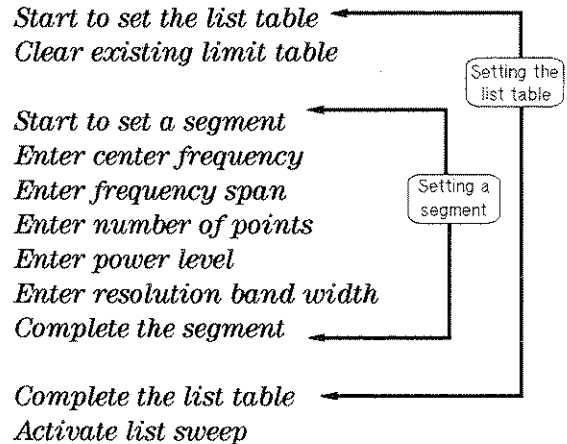 Start to set the list table
Clear existing limit table
Setting the
list table
Start to set a segment
Enter center frequency
Enter frequency span
Setting a
segment
Enter number of points
Enter power level
Enter resolution band width
Complete the segment
Complete the list table
Activate list sweep